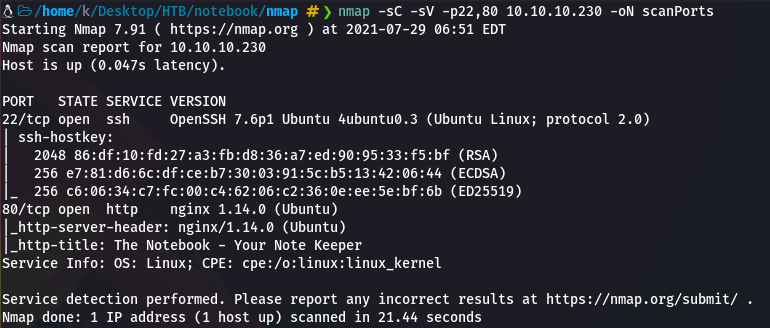 /home/k/Desktop/HTB/notebook/nmap # ❯ nmap -sC -sV -p22,80 10.10.10.230 -oN scanPorts
Starting Nmap 7.91 ( https://nmap.org ) at 2021-07-29 06:51 EDT
Nmap scan report for 10.10.10.230
Host is up (0.047s latency).

PORT   STATE SERVICE VERSION
22/tcp open  ssh     OpenSSH 7.6p1 Ubuntu 4ubuntu0.3 (Ubuntu Linux; protocol 2.0)
| ssh-hostkey:
|   2048 86:df:10:fd:27:a3:fb:d8:36:a7:ed:90:95:33:f5:bf (RSA)
|   256 e7:81:d6:6c:df:ce:b7:30:03:91:5c:b5:13:42:06:44 (ECDSA)
|_  256 c6:06:34:c7:fc:00:c4:62:06:c2:36:0e:ee:5e:bf:6b (ED25519)
80/tcp open  http    nginx 1.14.0 (Ubuntu)
|_http-server-header: nginx/1.14.0 (Ubuntu)
|_http-title: The Notebook - Your Note Keeper
Service Info: OS: Linux; CPE: cpe:/o:linux:linux_kernel

Service detection performed. Please report any incorrect results at https://nmap.org/submit/ .
Nmap done: 1 IP address (1 host up) scanned in 21.44 seconds